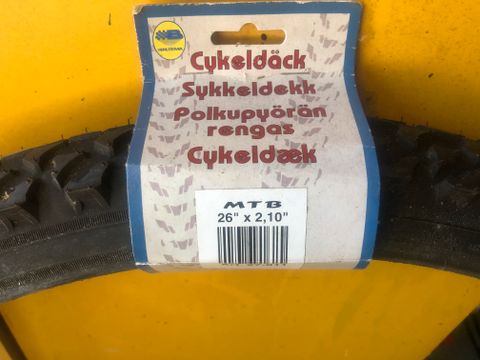 Cykeldäck
Sykkeldekk
Polkupyörän
rengas
Cykeldæk
MTB
26" x 2,10"